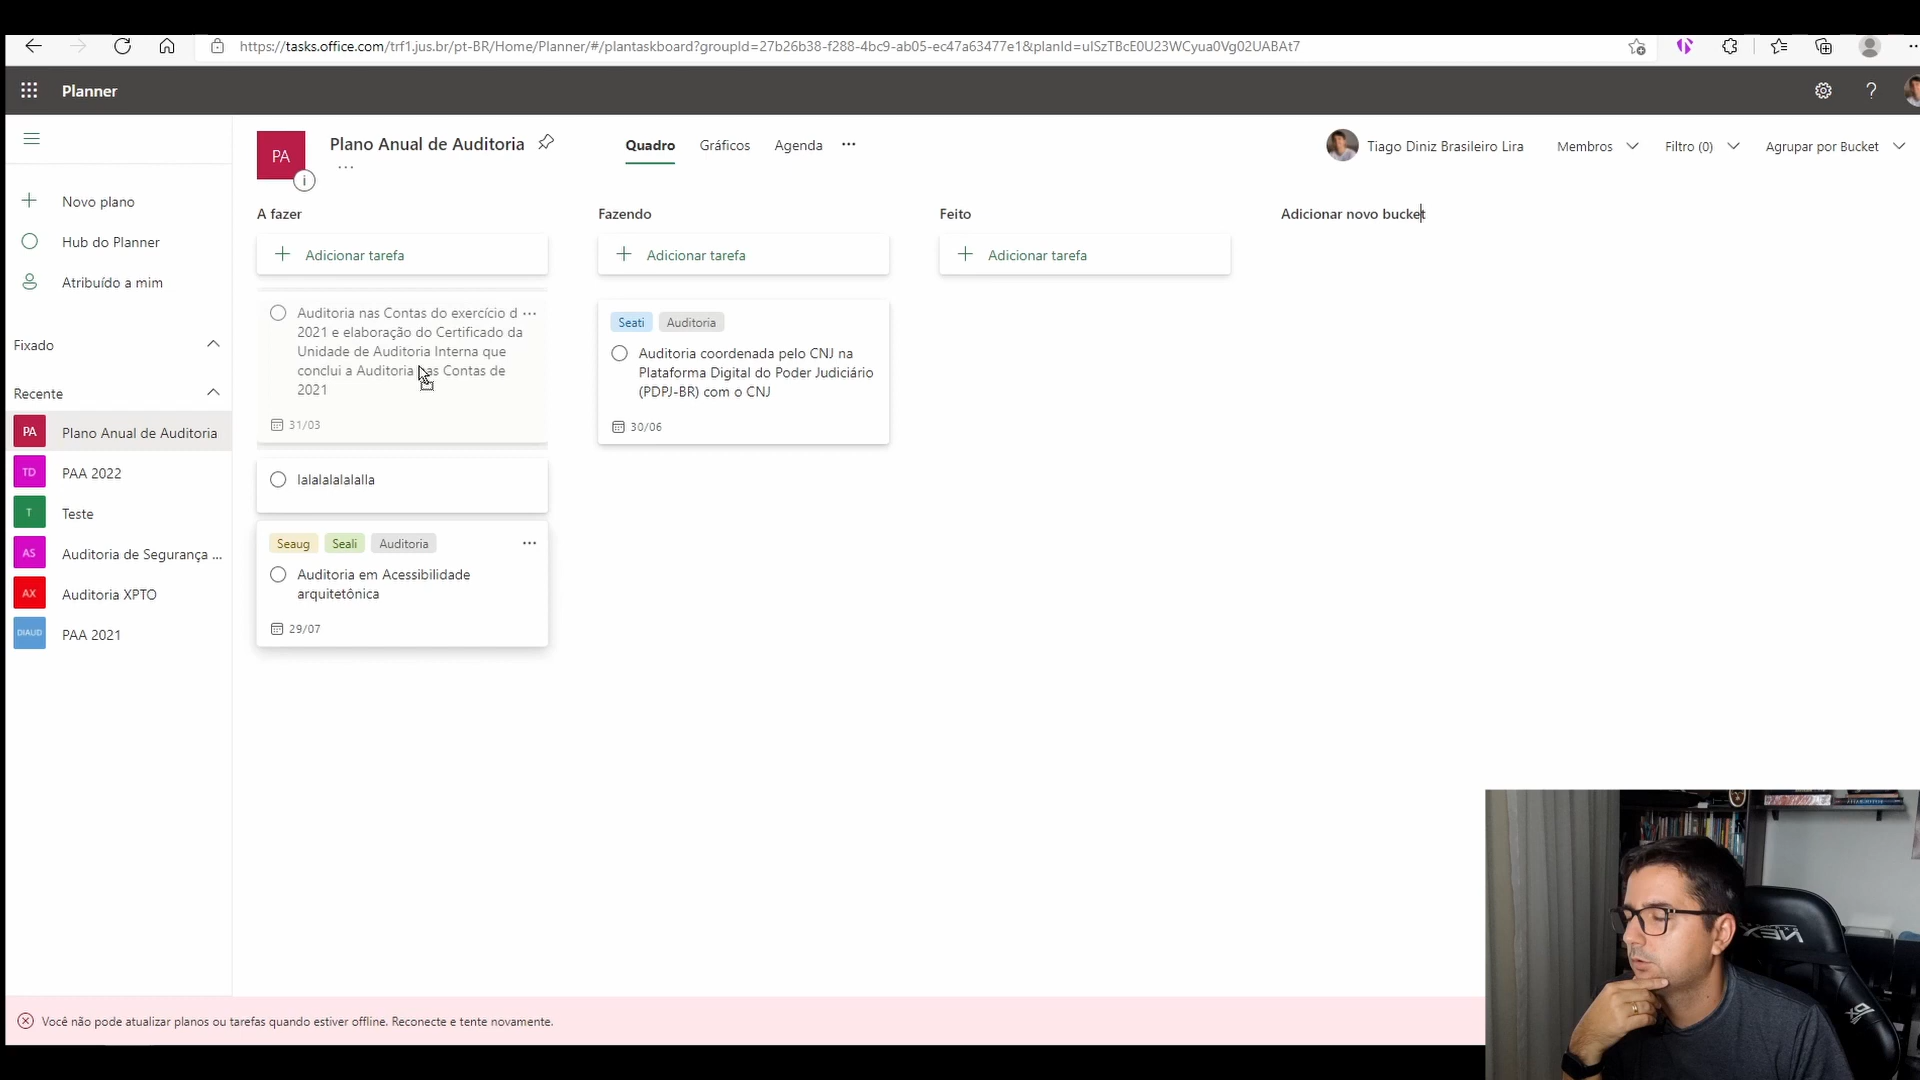 https://tasks.office.com/trf1.jus.br/pt-BR/Home/Planner/#/plantaskboard?groupId=27b26b38-f288-4bc9-ab05-ec47a63477e1&planId=uISzTBcE0U23WCyua0Vg02UABAt7
Planner
?
PA
Plano Anual de Auditoria
Quadro
Gráficos
Agenda
Tiago Diniz Brasileiro Lira
Membros
Filtro (0)
Agrupar por Bucket
Novo plano
Hub do Planner
Atribuído a mim
Fixado
Recente
PA Plano Anual de Auditoria
TD PAA 2022
T Teste
AS Auditoria de Segurança ...
AX Auditoria XPTO
DIAUD PAA 2021
A fazer
Adicionar tarefa
Auditoria nas Contas do exercício d
2021 e elaboração do Certificado da
Unidade de Auditoria Interna que
conclui a Auditoria nas Contas de
2021
31/03
lalalalalalalla
Seaug Seali Auditoria
Auditoria em Acessibilidade
arquitetônica
29/07
Fazendo
Adicionar tarefa
Seati Auditoria
Auditoria coordenada pelo CNJ na
Plataforma Digital do Poder Judiciário
(PDPJ-BR) com o CNJ
30/06
Feito
Adicionar tarefa
Adicionar novo bucket
Você não pode atualizar planos ou tarefas quando estiver offline. Reconecte e tente novamente.